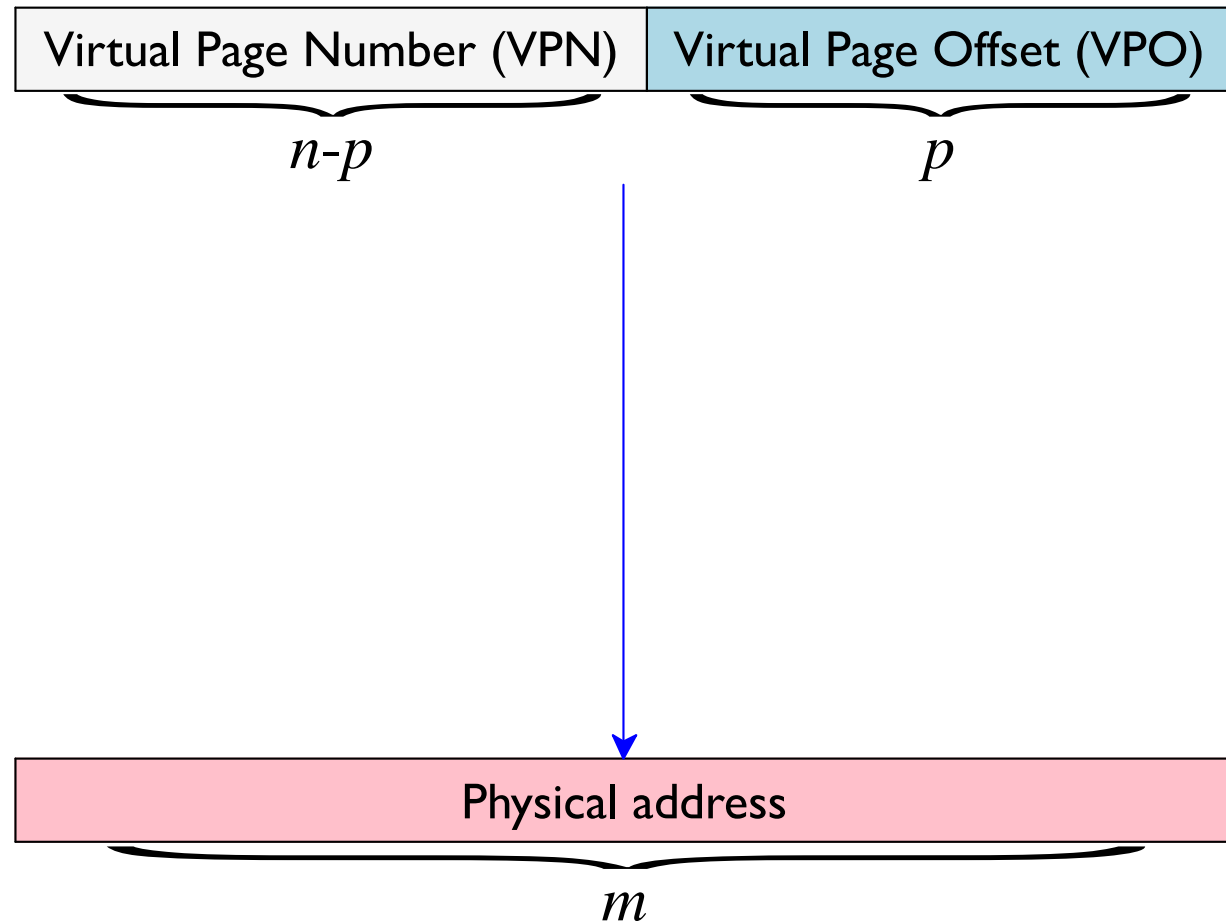 Virtual Page Number (VPN) Virtual Page Offset (VPO)
n-p p
Physical address
m